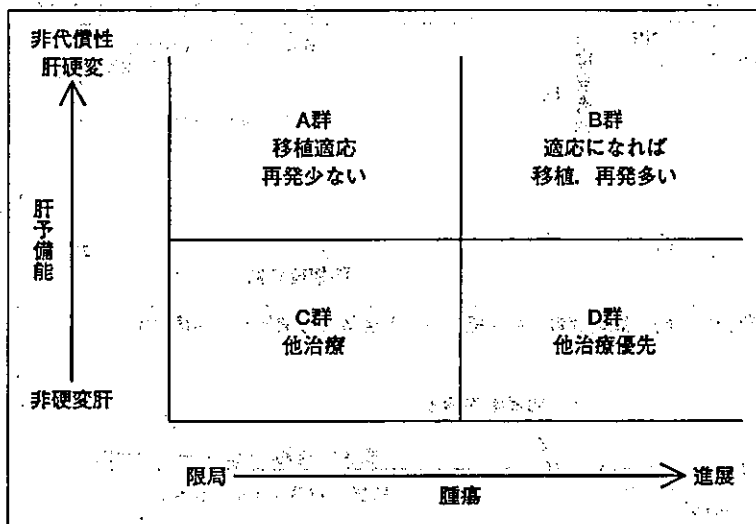 非代償性
肝硬変
A群
移植適応
再発少ない
B群
適応になれば
移植．再発多い
肝予備能
C群
他治療
D群
他治療優先
非硬変肝
限局
進展
腫瘍